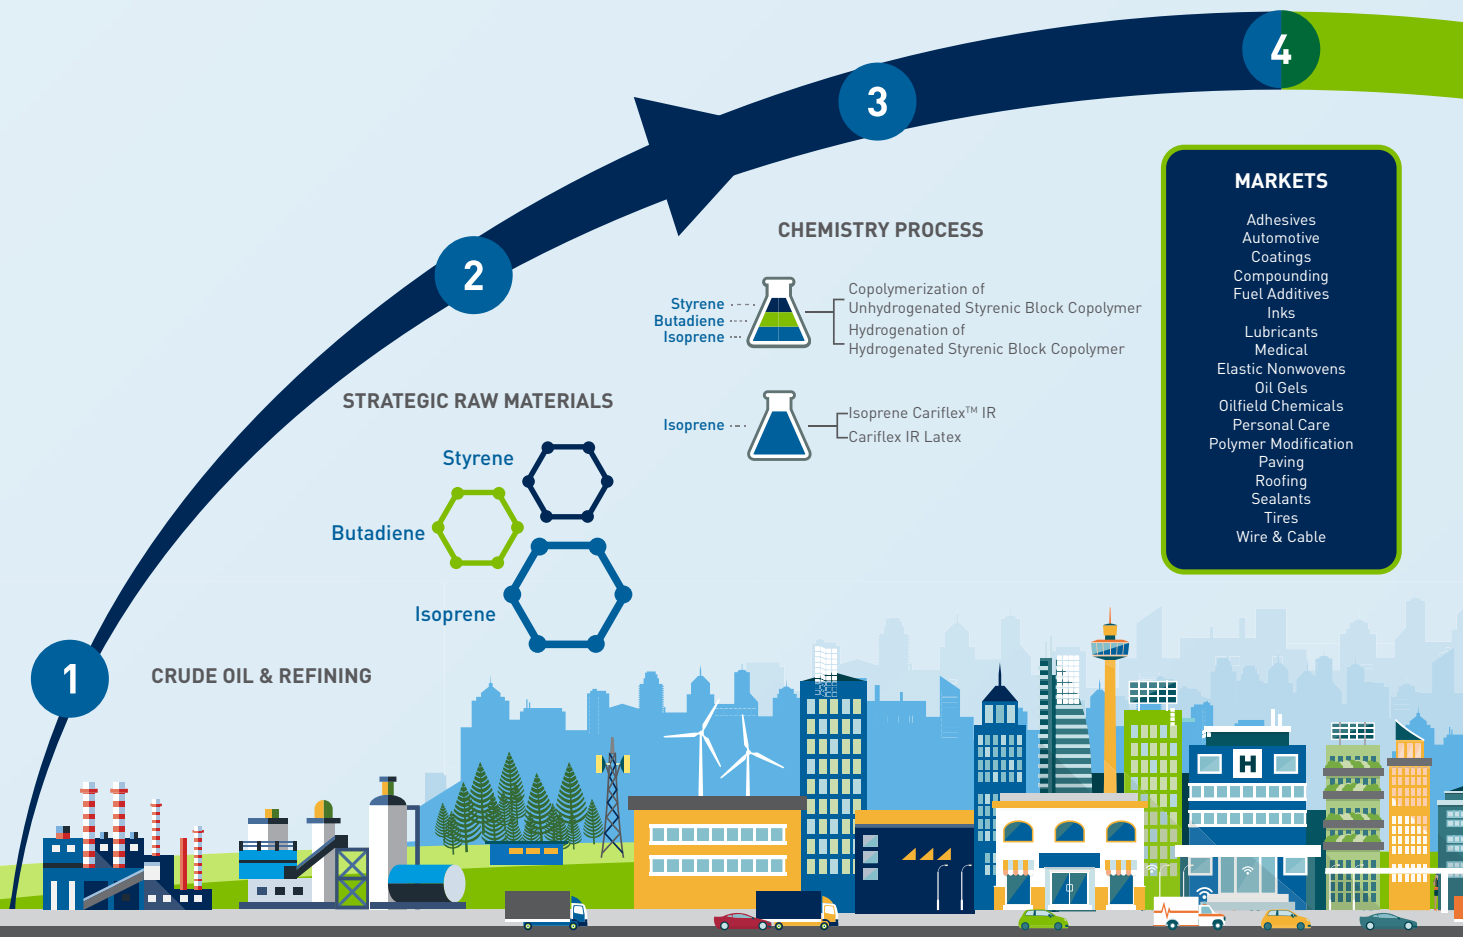 1
CRUDE OIL & REFINING
2
STRATEGIC RAW MATERIALS
Styrene
Butadiene
Isoprene
3
CHEMISTRY PROCESS
Styrene
Butadiene
Isoprene
Copolymerization of
Unhydrogenated Styrenic Block Copolymer
Hydrogenation of
Hydrogenated Styrenic Block Copolymer
Isoprene
Isoprene Cariflex™ IR
Cariflex IR Latex
4
MARKETS
Adhesives
Automotive
Coatings
Compounding
Fuel Additives
Inks
Lubricants
Medical
Elastic Nonwovens
Oil Gels
Oilfield Chemicals
Personal Care
Polymer Modification
Paving
Roofing
Sealants
Tires
Wire & Cable
H